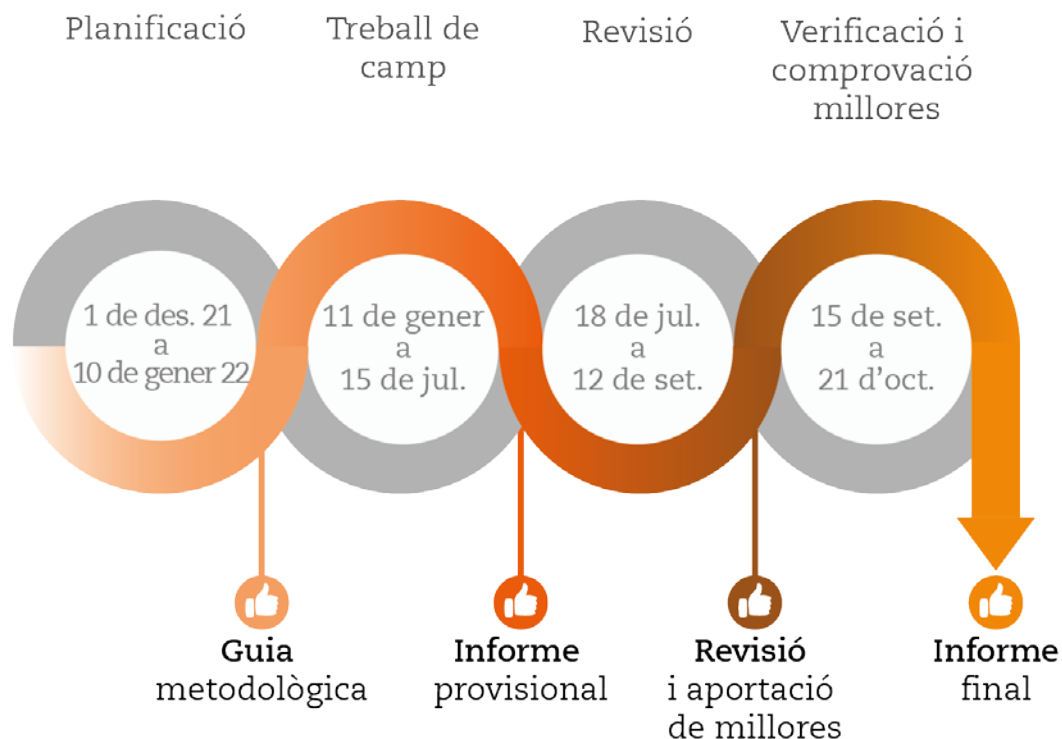 Planificació
Treball de
camp
Revisió
Verificació i
comprovació
millores
1 de des. 21
a
10 de gener 22
11 de gener
a
15 de jul.
18 de jul.
a
12 de set.
15 de set.
a
21 d’oct.
Guia
metodològica
Informe
provisional
Revisió
i aportació
de millores
Informe
final